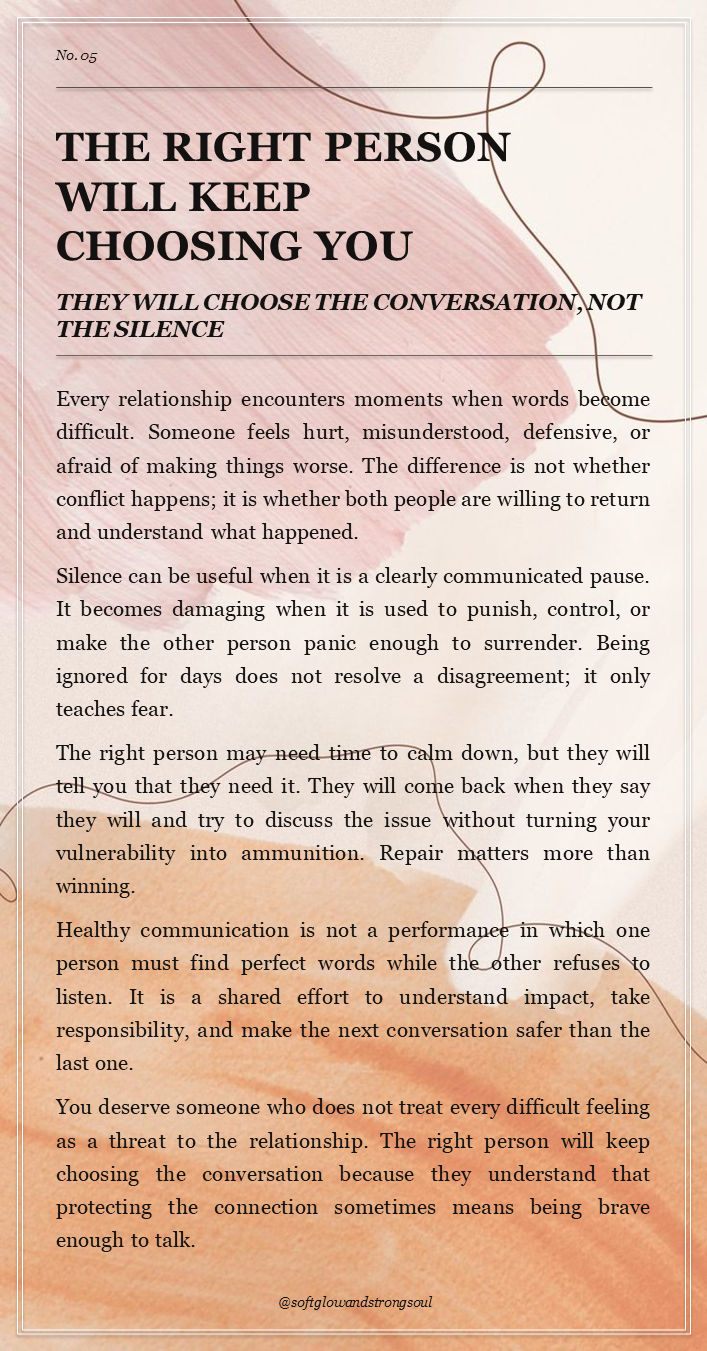 No. 05
THE RIGHT PERSON
WILL KEEP
CHOOSING YOU
THEY WILL CHOOSE THE CONVERSATION, NOT
THE SILENCE
Every relationship encounters moments when words become
difficult. Someone feels hurt, misunderstood, defensive, or
afraid of making things worse. The difference is not whether
conflict happens; it is whether both people are willing to return
and understand what happened.
Silence can be useful when it is a clearly communicated pause.
It becomes damaging when it is used to punish, control, or
make the other person panic enough to surrender. Being
ignored for days does not resolve a disagreement; it only
teaches fear.
The right person may need time to calm down, but they will
tell you that they need it. They will come back when they say
they will and try to discuss the issue without turning your
vulnerability into ammunition. Repair matters more than
winning.
Healthy communication is not a performance in which one
person must find perfect words while the other refuses to
listen. It is a shared effort to understand impact, take
responsibility, and make the next conversation safer than the
last one.
You deserve someone who does not treat every difficult feeling
as a threat to the relationship. The right person will keep
choosing the conversation because they understand that
protecting the connection sometimes means being brave
enough to talk.
@softglowandstrongsoul